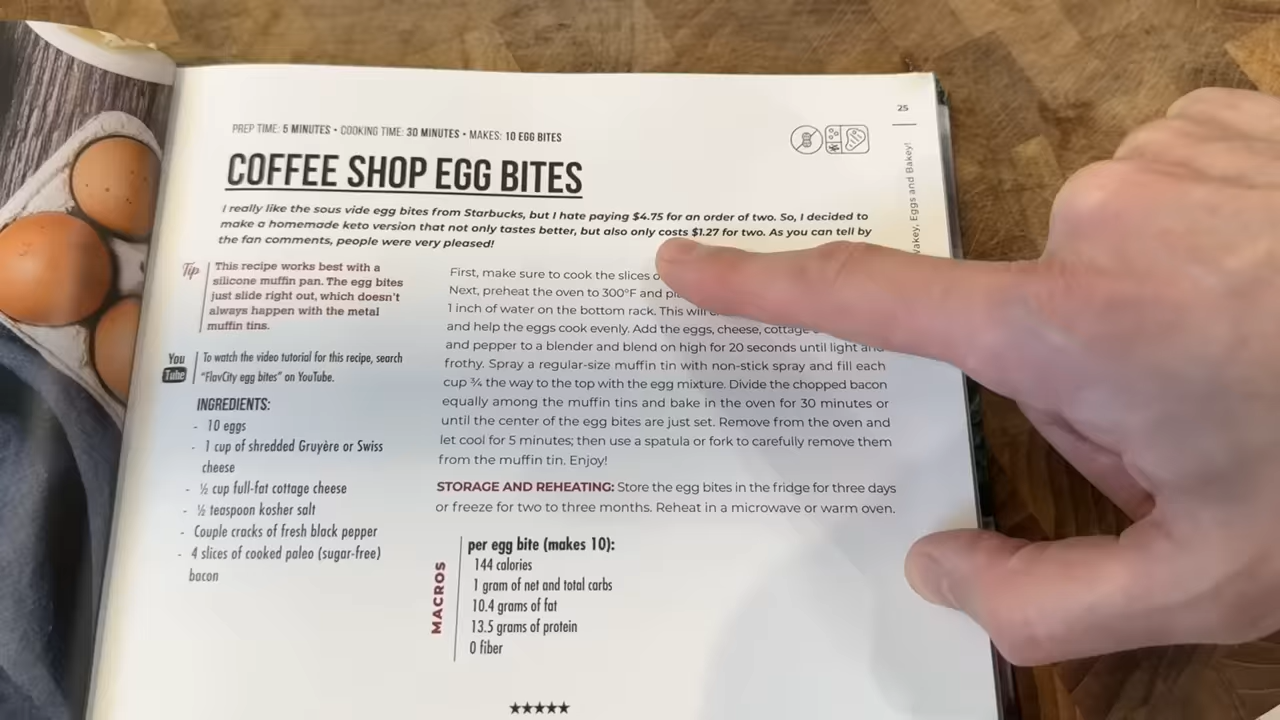 25
PREP TIME: 5 MINUTES • COOKING TIME: 30 MINUTES • MAKES: 10 EGG BITES
COFFEE SHOP EGG BITES
I really like the sous vide egg bites from Starbucks, but I hate paying $4.75 for an order of two. So, I decided to
make a homemade keto version that not only tastes better, but also only costs $1.27 for two. As you can tell by
the fan comments, people were very pleased!
Tip
This recipe works best with a
silicone muffin pan. The egg bites
just slide right out, which doesn't
always happen with the metal
muffin tins.
You
Tube
To watch the video tutorial for this recipe, search
"FlavCity egg bites" on YouTube.
INGREDIENTS:
- 10 eggs
- 1 cup of shredded Gruyère or Swiss
cheese
- ½ cup full-fat cottage cheese
- ½ teaspoon kosher salt
- Couple cracks of fresh black pepper
- 4 slices of cooked paleo (sugar-free)
bacon
First, make sure to cook the slices
Next, preheat the oven to 300°F and
1 inch of water on the bottom rack. This will
and help the eggs cook evenly. Add the eggs, cheese, cottage
and pepper to a blender and blend on high for 20 seconds until light and
frothy. Spray a regular-size muffin tin with non-stick spray and fill each
cup ¾ the way to the top with the egg mixture. Divide the chopped bacon
equally among the muffin tins and bake in the oven for 30 minutes or
until the center of the egg bites are just set. Remove from the oven and
let cool for 5 minutes; then use a spatula or fork to carefully remove them
from the muffin tin. Enjoy!
STORAGE AND REHEATING: Store the egg bites in the fridge for three days
or freeze for two to three months. Reheat in a microwave or warm oven.
MACROS
per egg bite (makes 10):
144 calories
1 gram of net and total carbs
10.4 grams of fat
13.5 grams of protein
0 fiber
★★★★★
Eggs and Bakey!